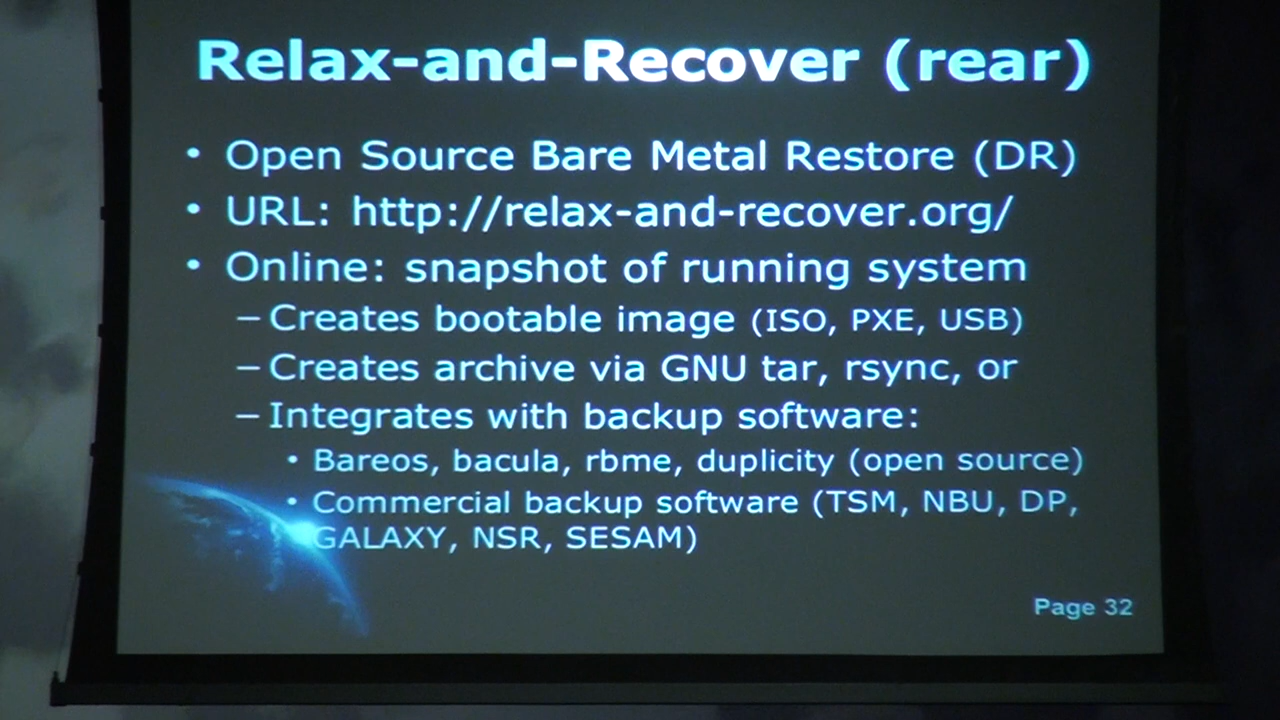 Relax-and-Recover (rear)
• Open Source Bare Metal Restore (DR)
• URL: http://relax-and-recover.org/
• Online: snapshot of running system
– Creates bootable image (ISO, PXE, USB)
– Creates archive via GNU tar, rsync, or
– Integrates with backup software:
• Bareos, bacula, rbme, duplicity (open source)
• Commercial backup software (TSM, NBU, DP,
GALAXY, NSR, SESAM)
Page 32